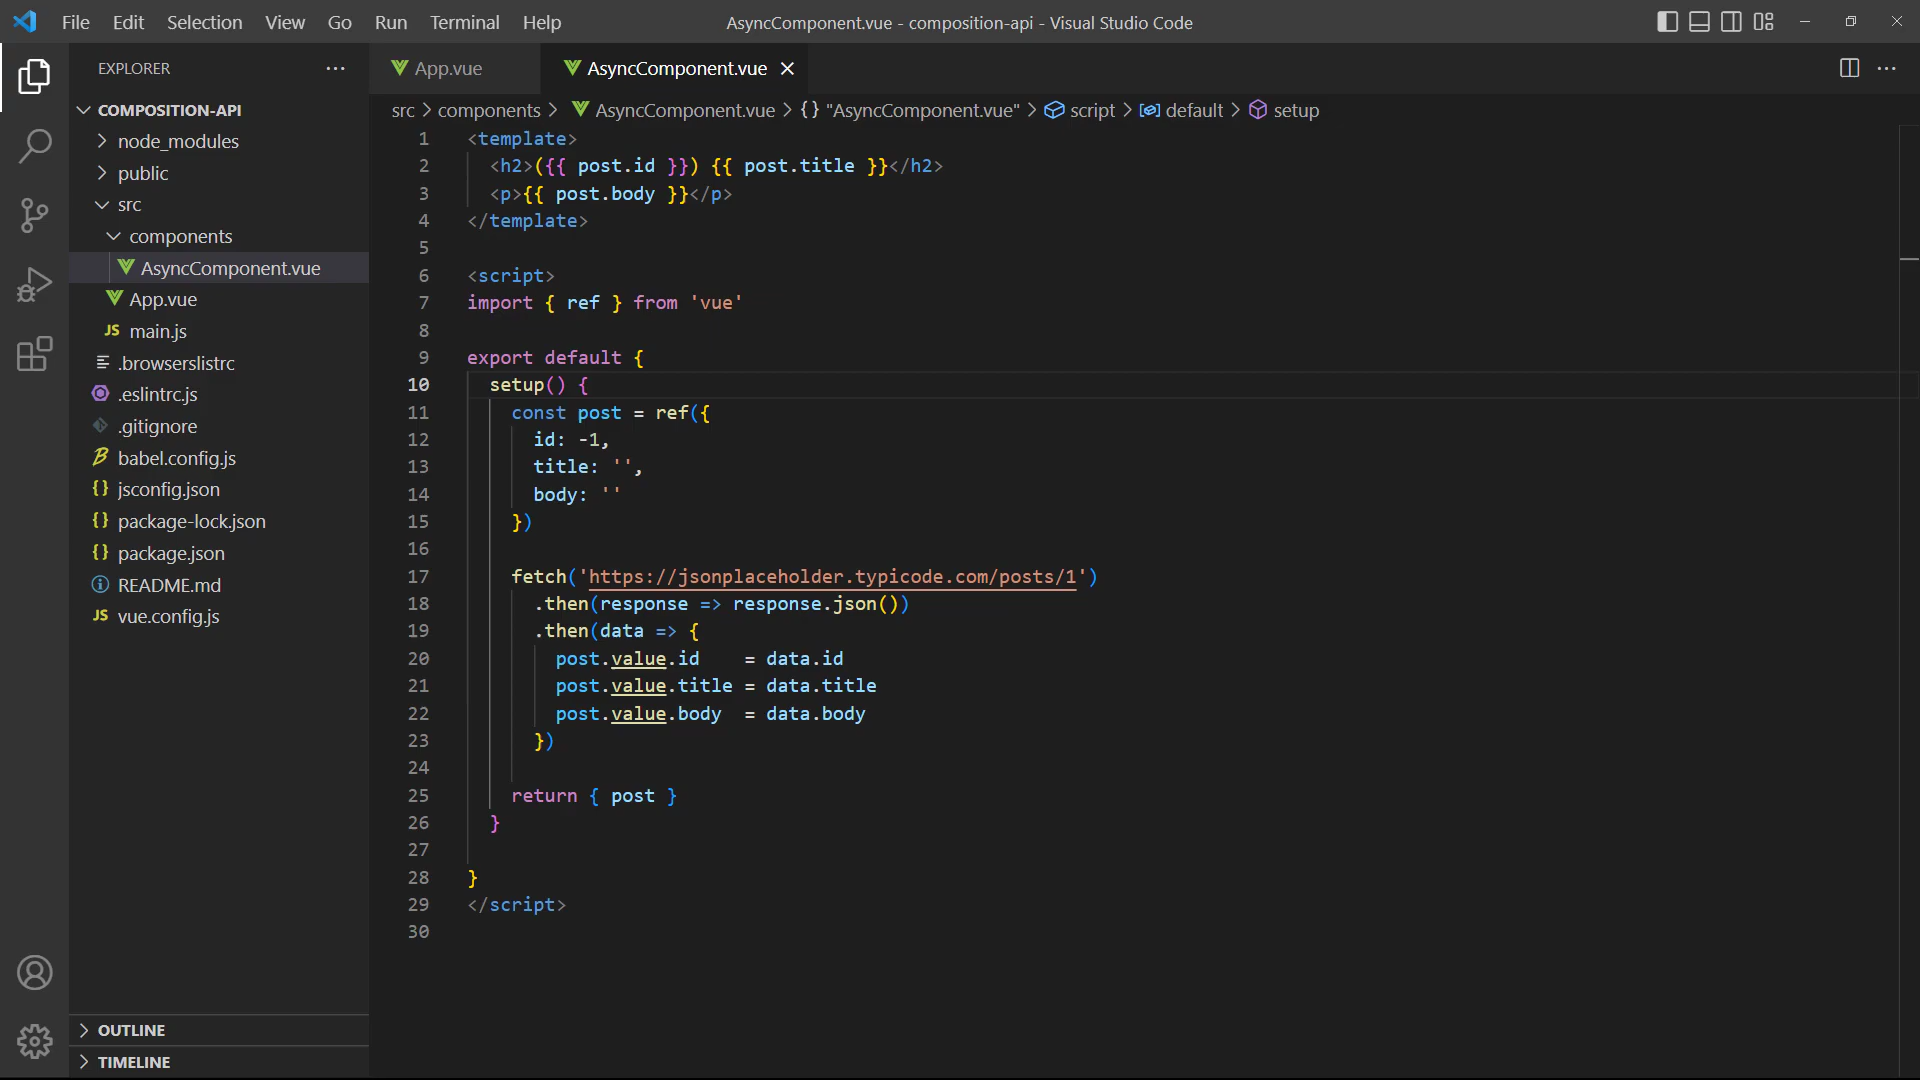 File Edit Selection View Go Run Terminal Help
AsyncComponent.vue - composition-api - Visual Studio Code
EXPLORER
COMPOSITION-API
node_modules
public
src
components
AsyncComponent.vue
App.vue
JS main.js
.browserslistrc
.eslintrc.js
.gitignore
babel.config.js
{} jsconfig.json
{} package-lock.json
{} package.json
README.md
JS vue.config.js
OUTLINE
TIMELINE
App.vue
AsyncComponent.vue
src > components > AsyncComponent.vue > {} "AsyncComponent.vue" > script > default > setup
1 <template>
2   <h2>({{ post.id }}) {{ post.title }}</h2>
3   <p>{{ post.body }}</p>
4 </template>
5
6 <script>
7 import { ref } from 'vue'
8
9 export default {
10   setup() {
11     const post = ref({
12       id: -1,
13       title: '',
14       body: ''
15     })
16
17     fetch('https://jsonplaceholder.typicode.com/posts/1')
18       .then(response => response.json())
19       .then(data => {
20         post.value.id    = data.id
21         post.value.title = data.title
22         post.value.body  = data.body
23       })
24
25     return { post }
26   }
27
28 }
29 </script>
30